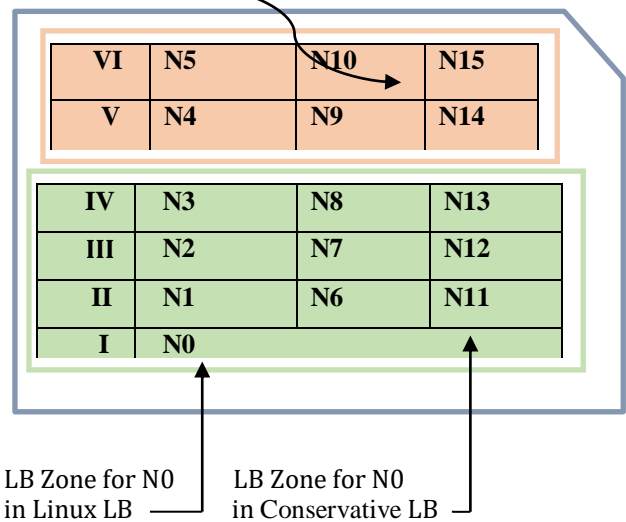 VI N5 N10 N15
V N4 N9 N14
IV N3 N8 N13
III N2 N7 N12
II N1 N6 N11
I N0
LB Zone for N0
in Linux LB
LB Zone for N0
in Conservative LB